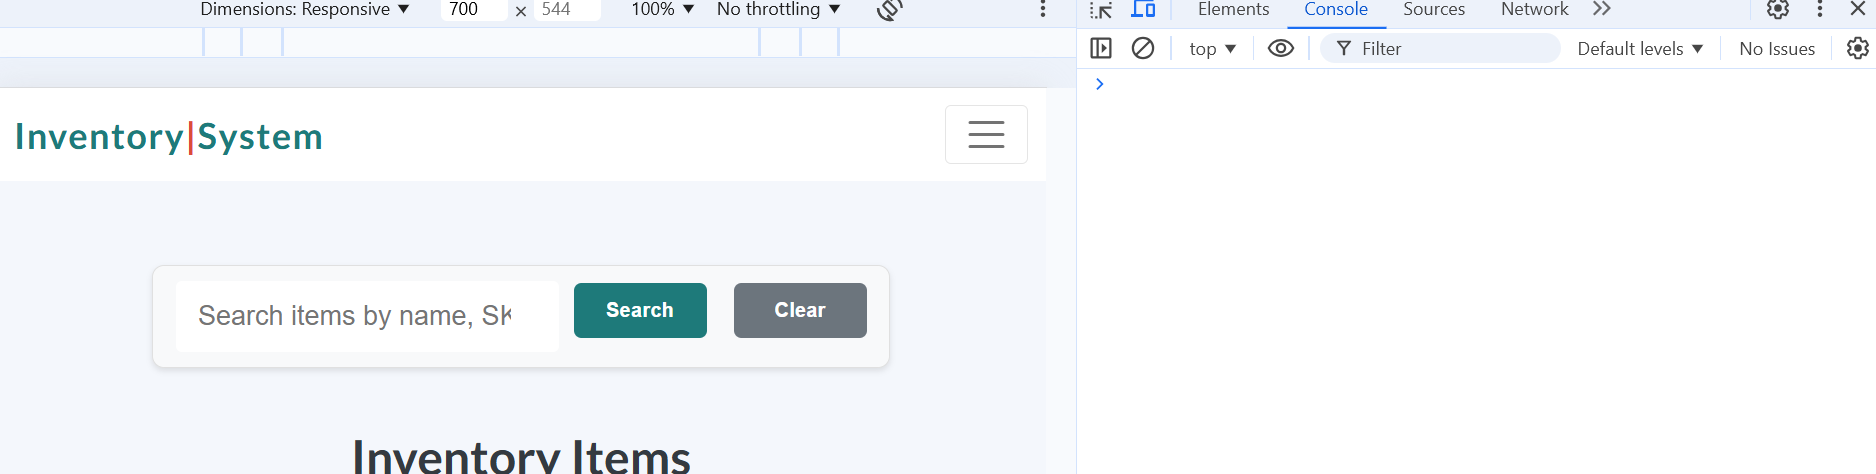 Dimensions: Responsive 700 × 544 100% No throttling
Elements Console Sources Network
top Filter Default levels No Issues
Inventory|System
Search items by name, SK
Search
Clear
Inventory Items